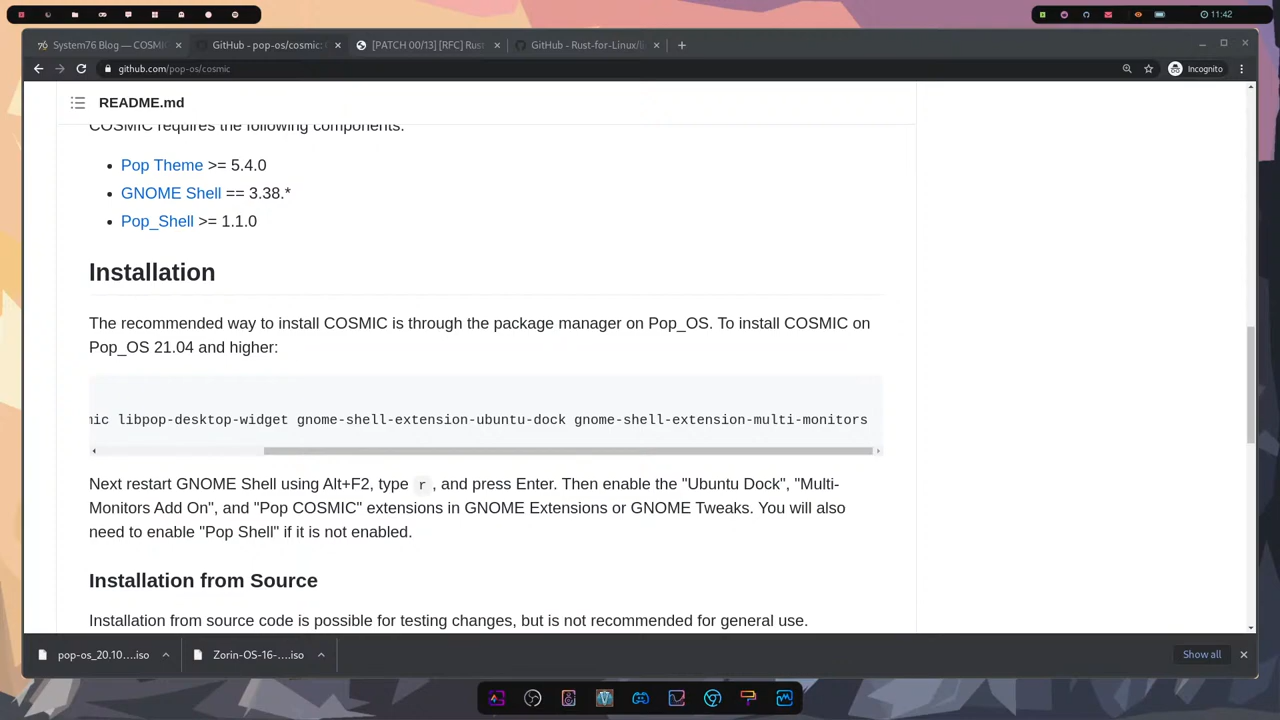 11:42
System76 Blog — COSMI
GitHub - pop-os/cosmic: C
[PATCH 00/13] [RFC] Rust
GitHub - Rust-for-Linux/li
github.com/pop-os/cosmic
Incognito
README.md
COSMIC requires the following components:
Pop Theme >= 5.4.0
GNOME Shell == 3.38.*
Pop_Shell >= 1.1.0
Installation
The recommended way to install COSMIC is through the package manager on Pop_OS. To install COSMIC on
Pop_OS 21.04 and higher:
mic libpop-desktop-widget gnome-shell-extension-ubuntu-dock gnome-shell-extension-multi-monitors
Next restart GNOME Shell using Alt+F2, type r , and press Enter. Then enable the "Ubuntu Dock", "Multi-
Monitors Add On", and "Pop COSMIC" extensions in GNOME Extensions or GNOME Tweaks. You will also
need to enable "Pop Shell" if it is not enabled.
Installation from Source
Installation from source code is possible for testing changes, but is not recommended for general use.
pop-os_20.10....iso
Zorin-OS-16-....iso
Show all